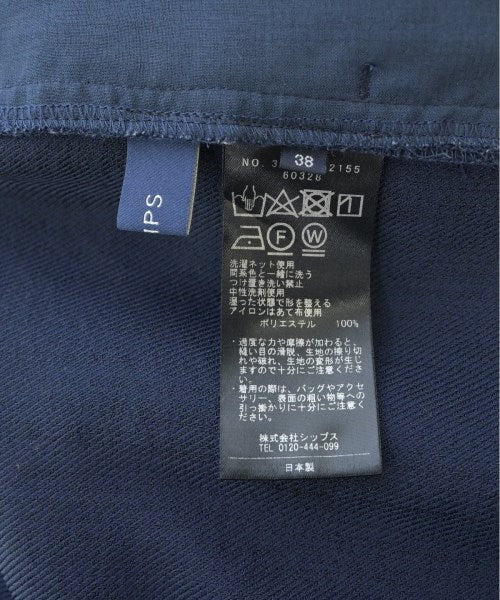 38
NO. 3 2155
60328
IPS
F
W
洗濯ネット使用
同系色と一緒に洗う
つけ置き洗い禁止
中性洗剤使用
湿った状態で形を整える
アイロンはあて布使用
ポリエステル 100%
・過度な力や摩擦が加わると、
縫い目の滑脱、生地の擦り切
れや破れ、生地の変形が生じ
ますので十分にご注意くださ
い。
・着用の際は、バッグやアクセ
サリー、表面の粗い物等への
引っ掛かりに十分にご注意く
ださい。
株式会社シップス
TEL 0120-444-099
日本製